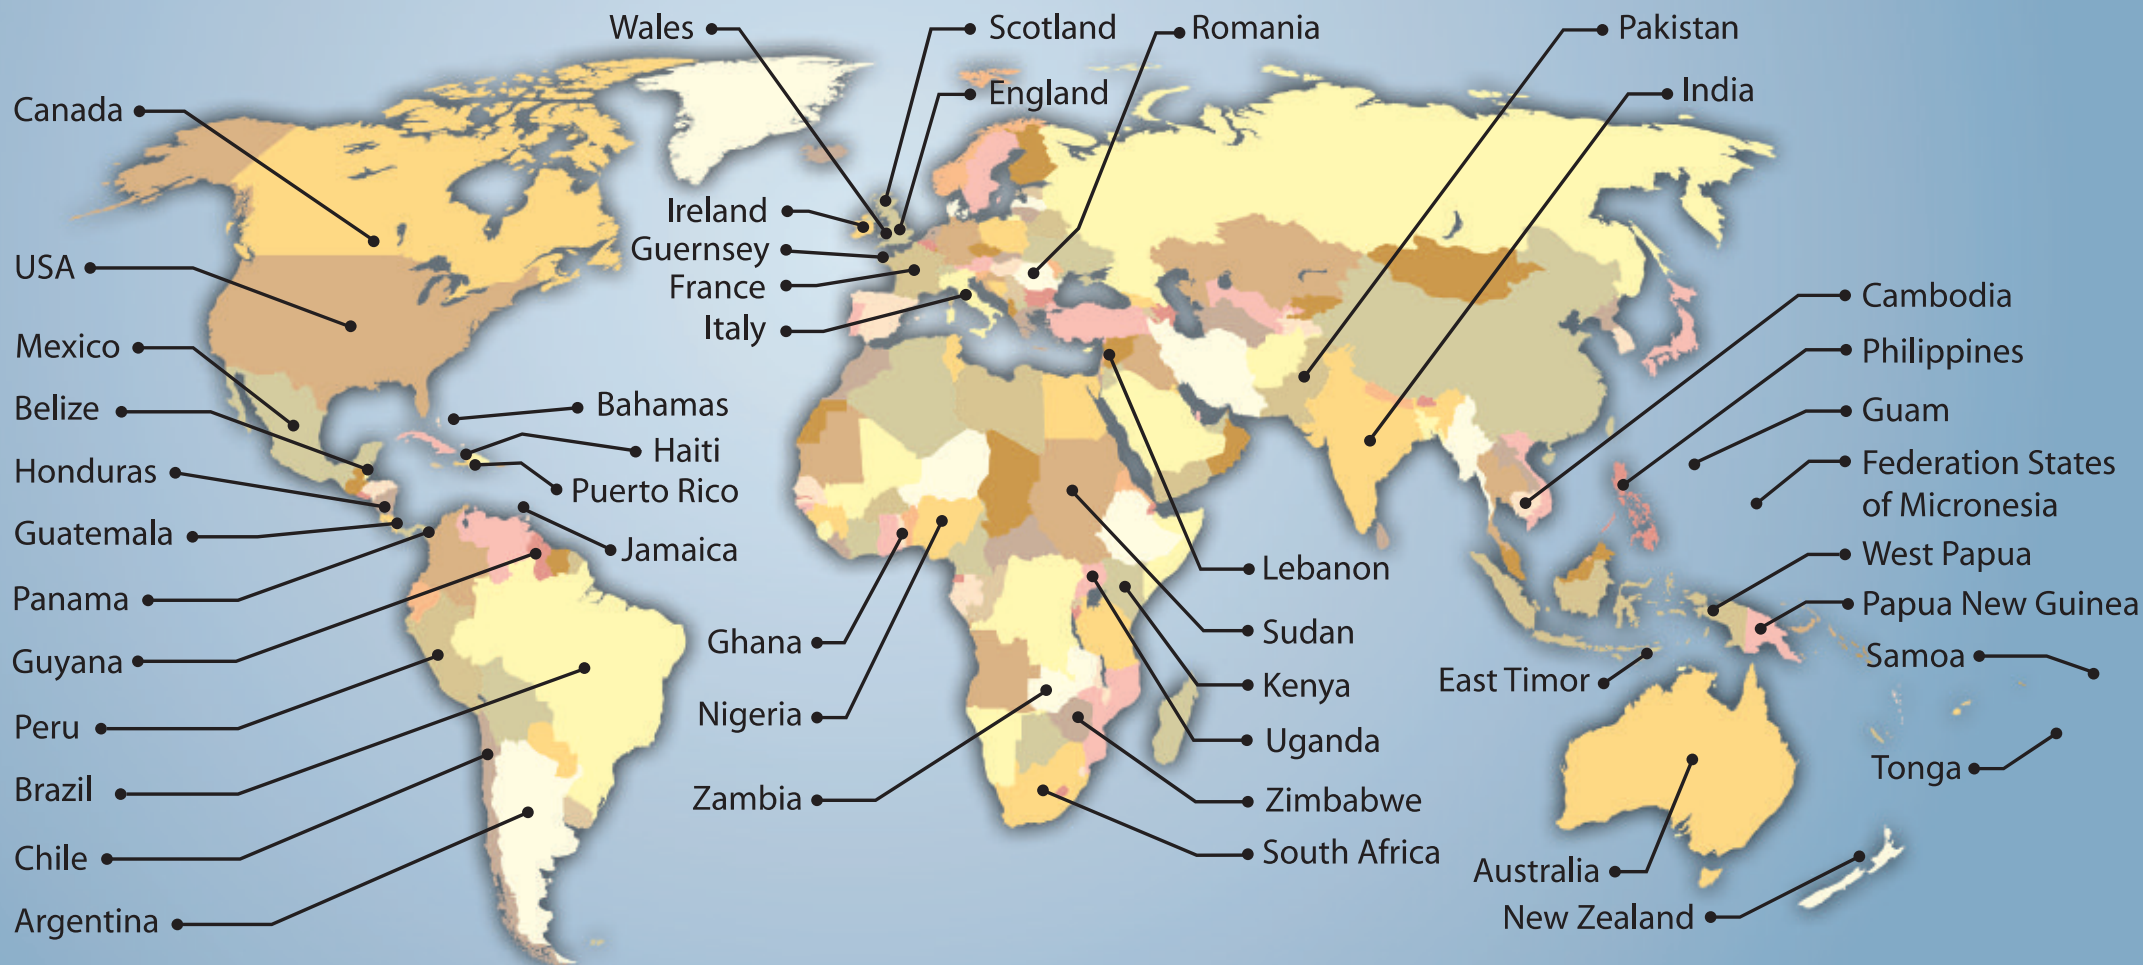 Wales
Scotland
Romania
Pakistan
Canada
England
India
Ireland
Guernsey
USA
France
Italy
Cambodia
Mexico
Philippines
Belize
Bahamas
Guam
Haiti
Honduras
Puerto Rico
Federation States
of Micronesia
Guatemala
Jamaica
Lebanon
West Papua
Panama
Papua New Guinea
Ghana
Sudan
Guyana
Samoa
East Timor
Kenya
Nigeria
Peru
Uganda
Tonga
Brazil
Zambia
Zimbabwe
Chile
South Africa
Australia
Argentina
New Zealand